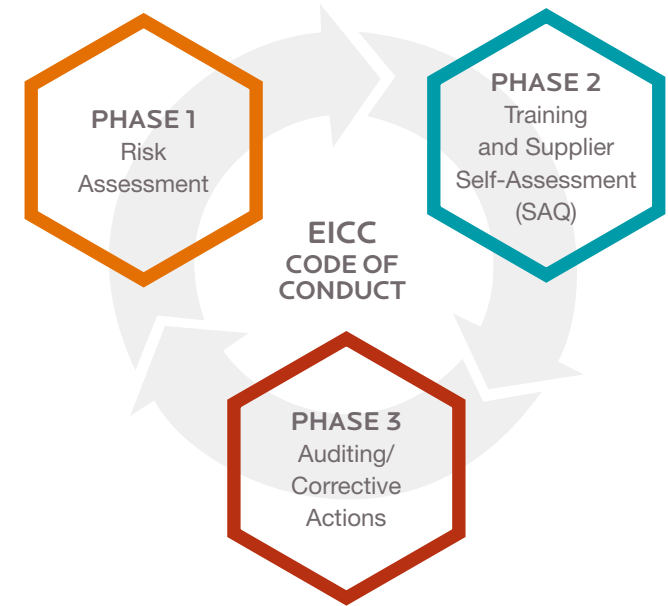 PHASE 1
Risk
Assessment
PHASE 2
Training
and Supplier
Self-Assessment
(SAQ)
EICC
CODE OF
CONDUCT
PHASE 3
Auditing/
Corrective
Actions